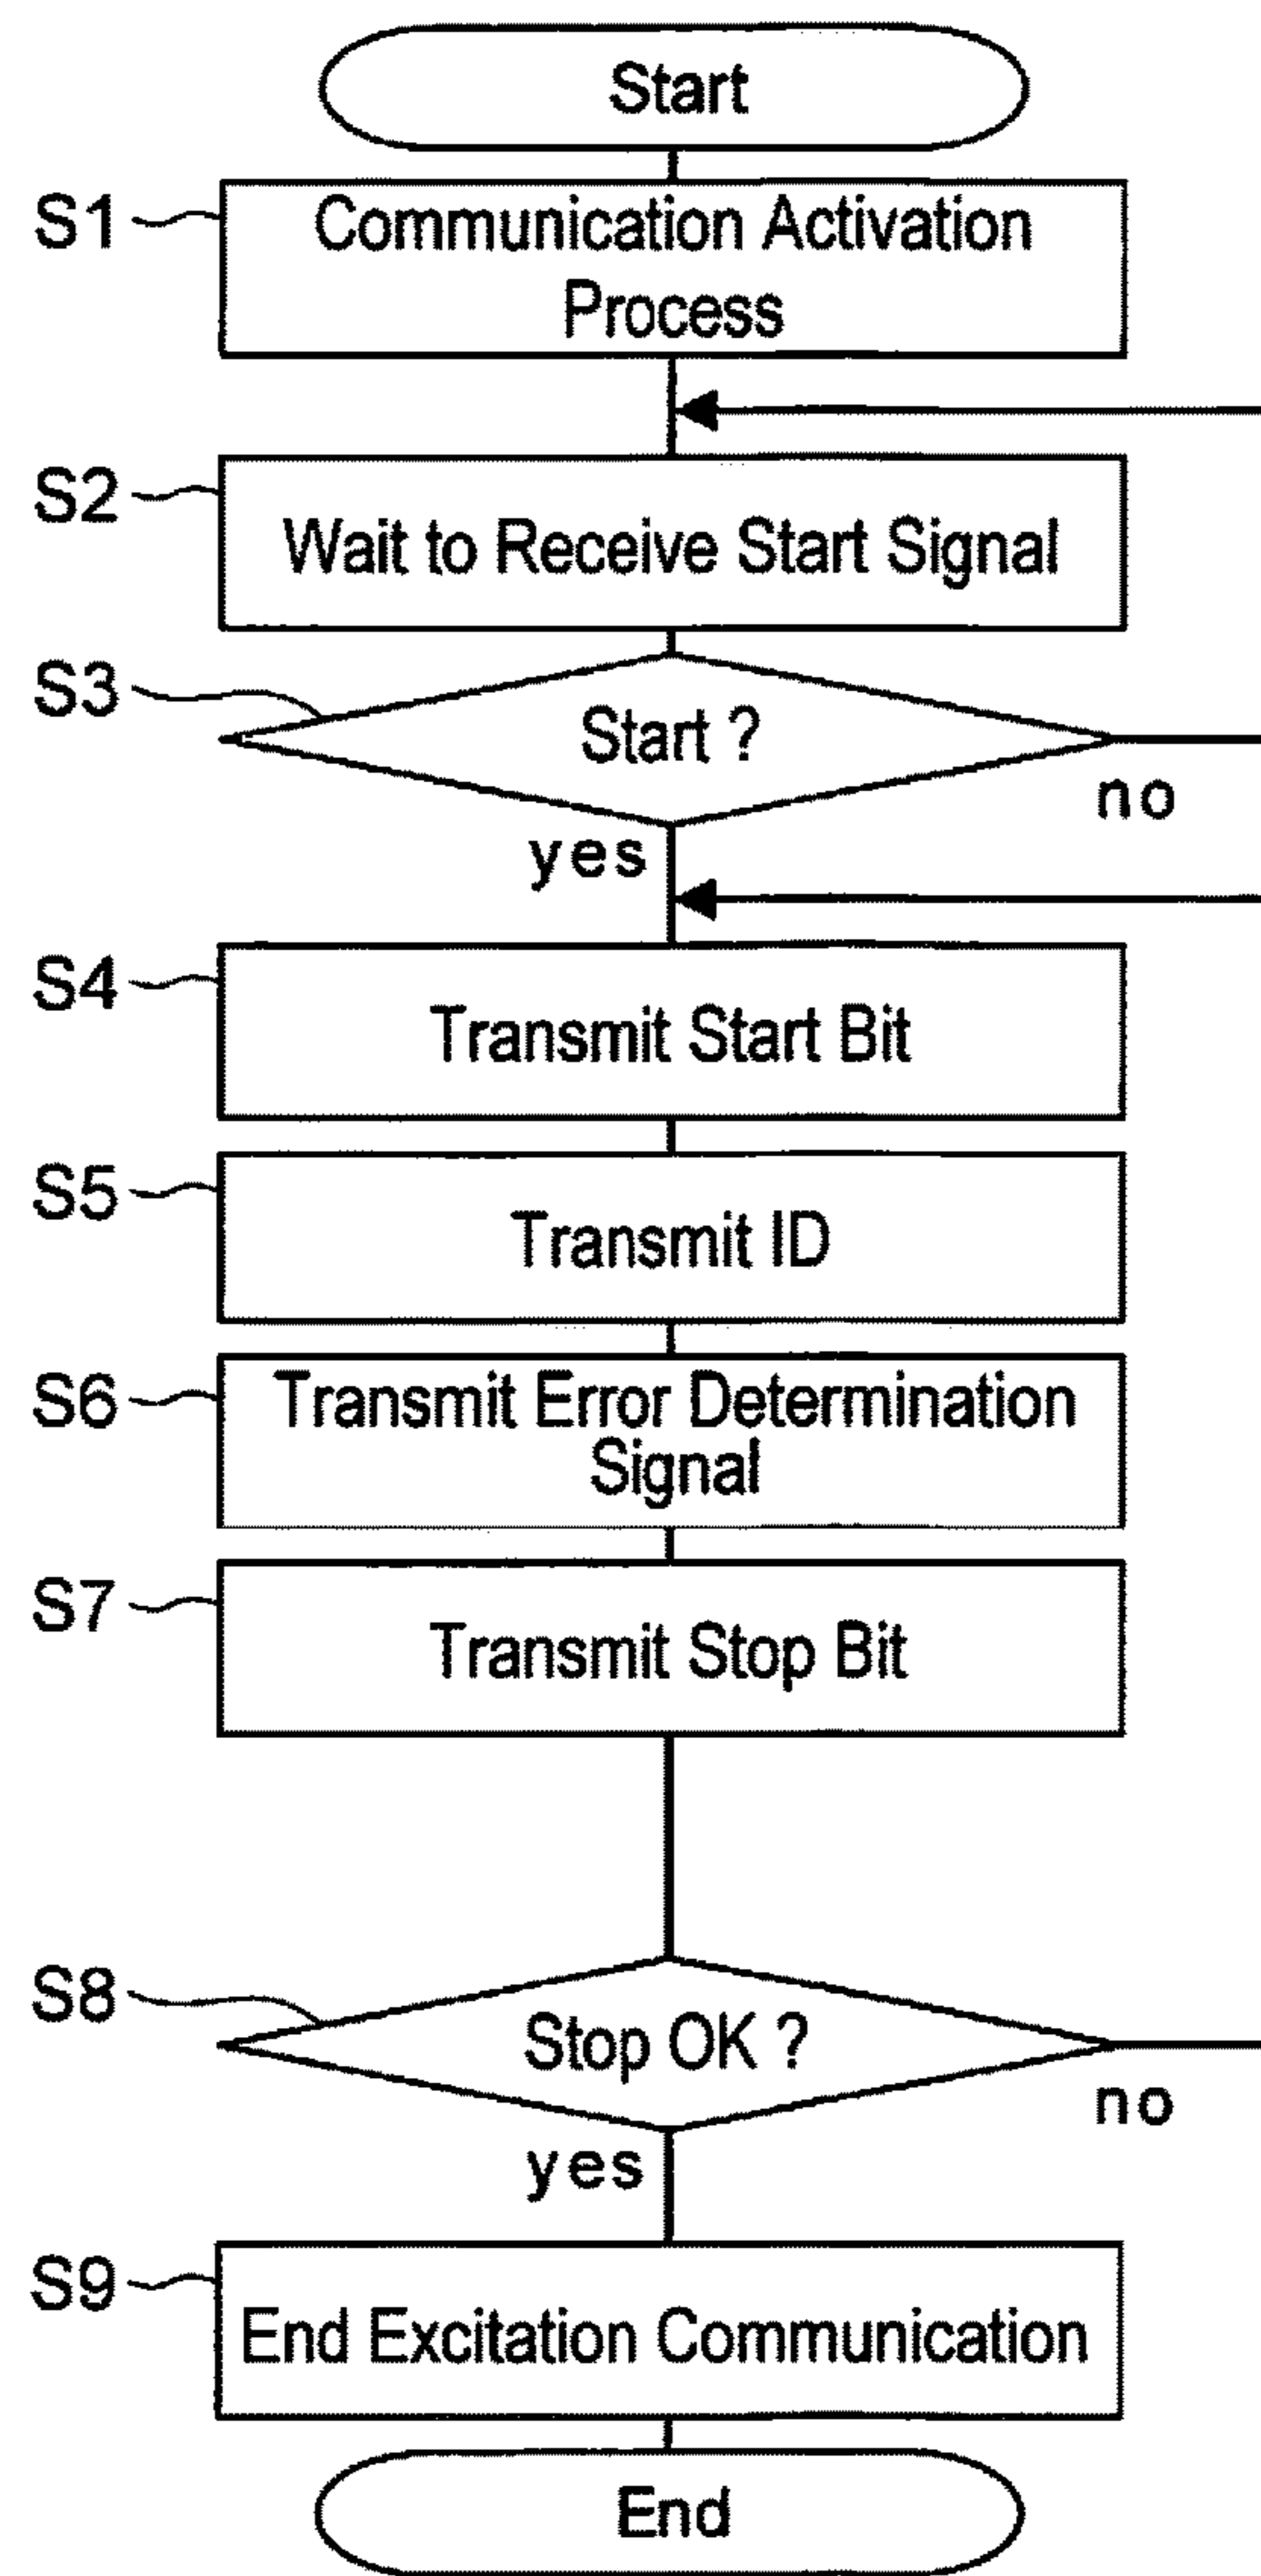 Start
S1
Communication Activation
Process
S2
Wait to Receive Start Signal
S3
Start ?
no
yes
S4
Transmit Start Bit
S5
Transmit ID
S6
Transmit Error Determination
Signal
S7
Transmit Stop Bit
S8
Stop OK ?
no
yes
S9
End Excitation Communication
End